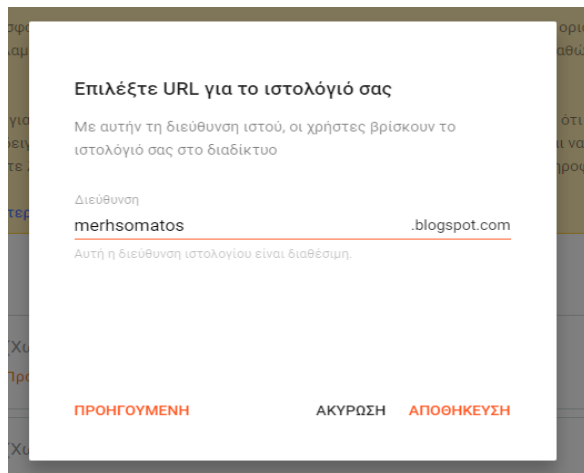 Επιλέξτε URL για το ιστολόγιό σας
Με αυτήν τη διεύθυνση ιστού, οι χρήστες βρίσκουν το
ιστολόγιό σας στο διαδίκτυο
Διεύθυνση
merhsomatos .blogspot.com
Αυτή η διεύθυνση ιστολογίου είναι διαθέσιμη.
ΠΡΟΗΓΟΥΜΕΝΗ ΑΚΥΡΩΣΗ ΑΠΟΘΗΚΕΥΣΗ